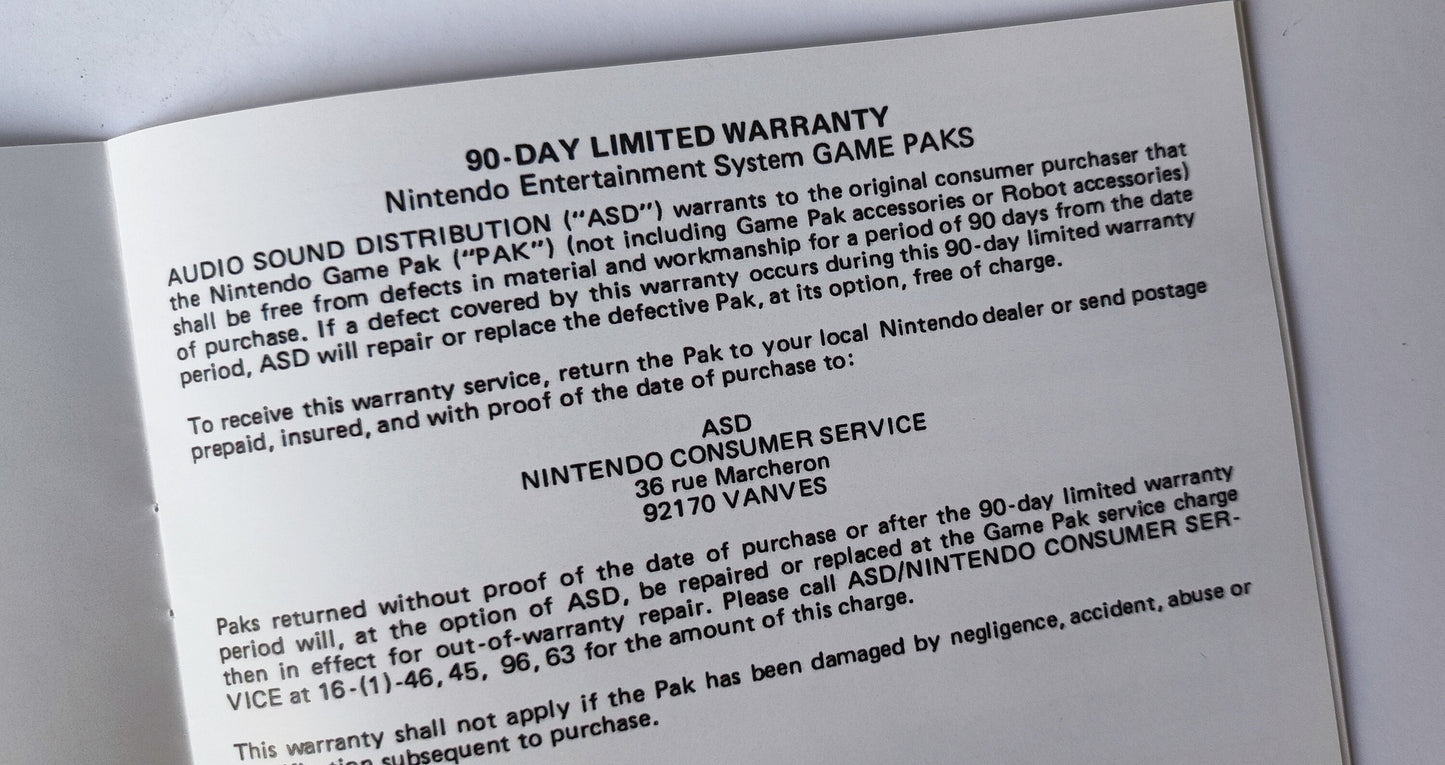 90-DAY LIMITED WARRANTY
Nintendo Entertainment System GAME PAKS
AUDIO SOUND DISTRIBUTION (“ASD”) warrants to the original consumer purchaser that
the Nintendo Game Pak (“PAK”) (not including Game Pak accessories or Robot accessories)
shall be free from defects in material and workmanship for a period of 90 days from the date
of purchase. If a defect covered by this warranty occurs during this 90-day limited warranty
period, ASD will repair or replace the defective Pak, at its option, free of charge.
To receive this warranty service, return the Pak to your local Nintendo dealer or send postage
prepaid, insured, and with proof of the date of purchase to:
ASD
NINTENDO CONSUMER SERVICE
36 rue Marcheron
92170 VANVES
Paks returned without proof of the date of purchase or after the 90-day limited warranty
period will, at the option of ASD, be repaired or replaced at the Game Pak service charge
then in effect for out-of-warranty repair. Please call ASD/NINTENDO CONSUMER SER-
VICE at 16-(1)-46, 45, 96, 63 for the amount of this charge.
This warranty shall not apply if the Pak has been damaged by negligence, accident, abuse or
subsequent to purchase.